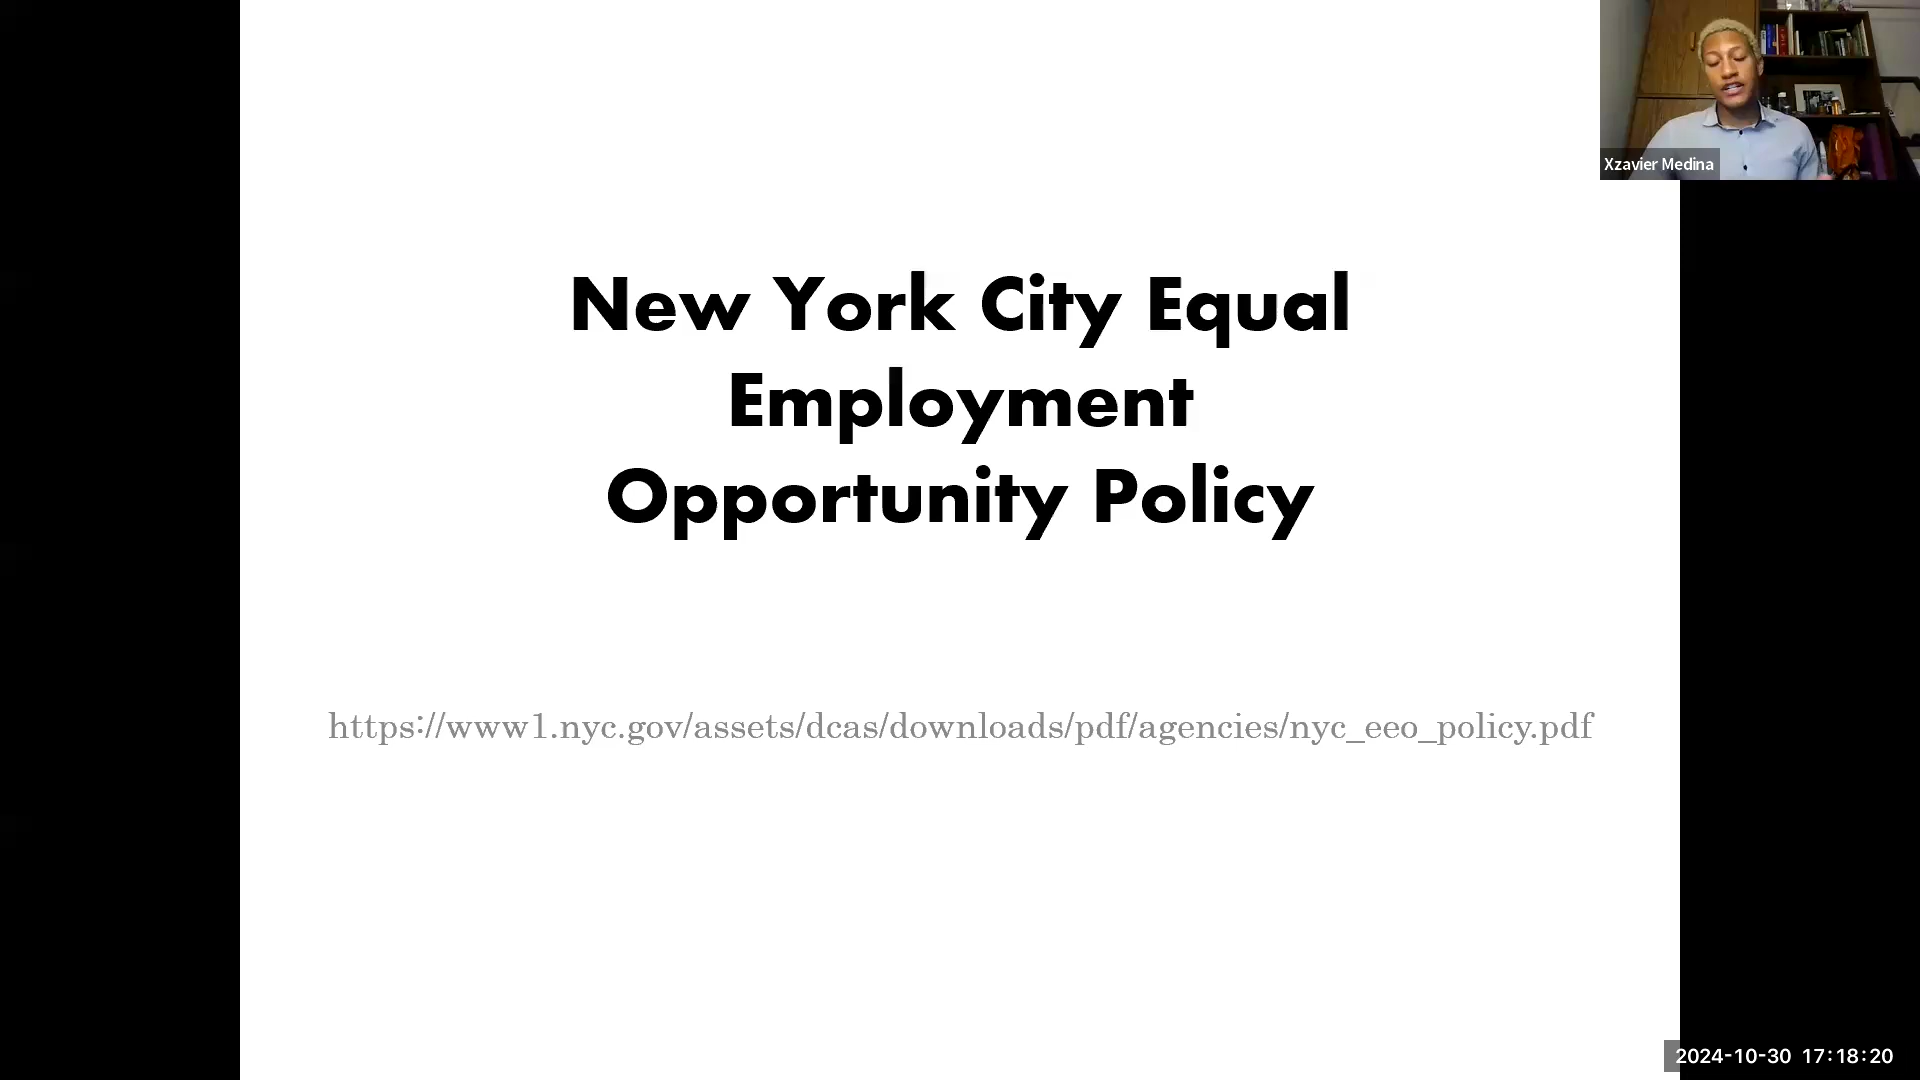 Xzavier Medina
New York City Equal
Employment
Opportunity Policy
https://www1.nyc.gov/assets/dcas/downloads/pdf/agencies/nyc_eeo_policy.pdf
2024-10-30 17:18:20